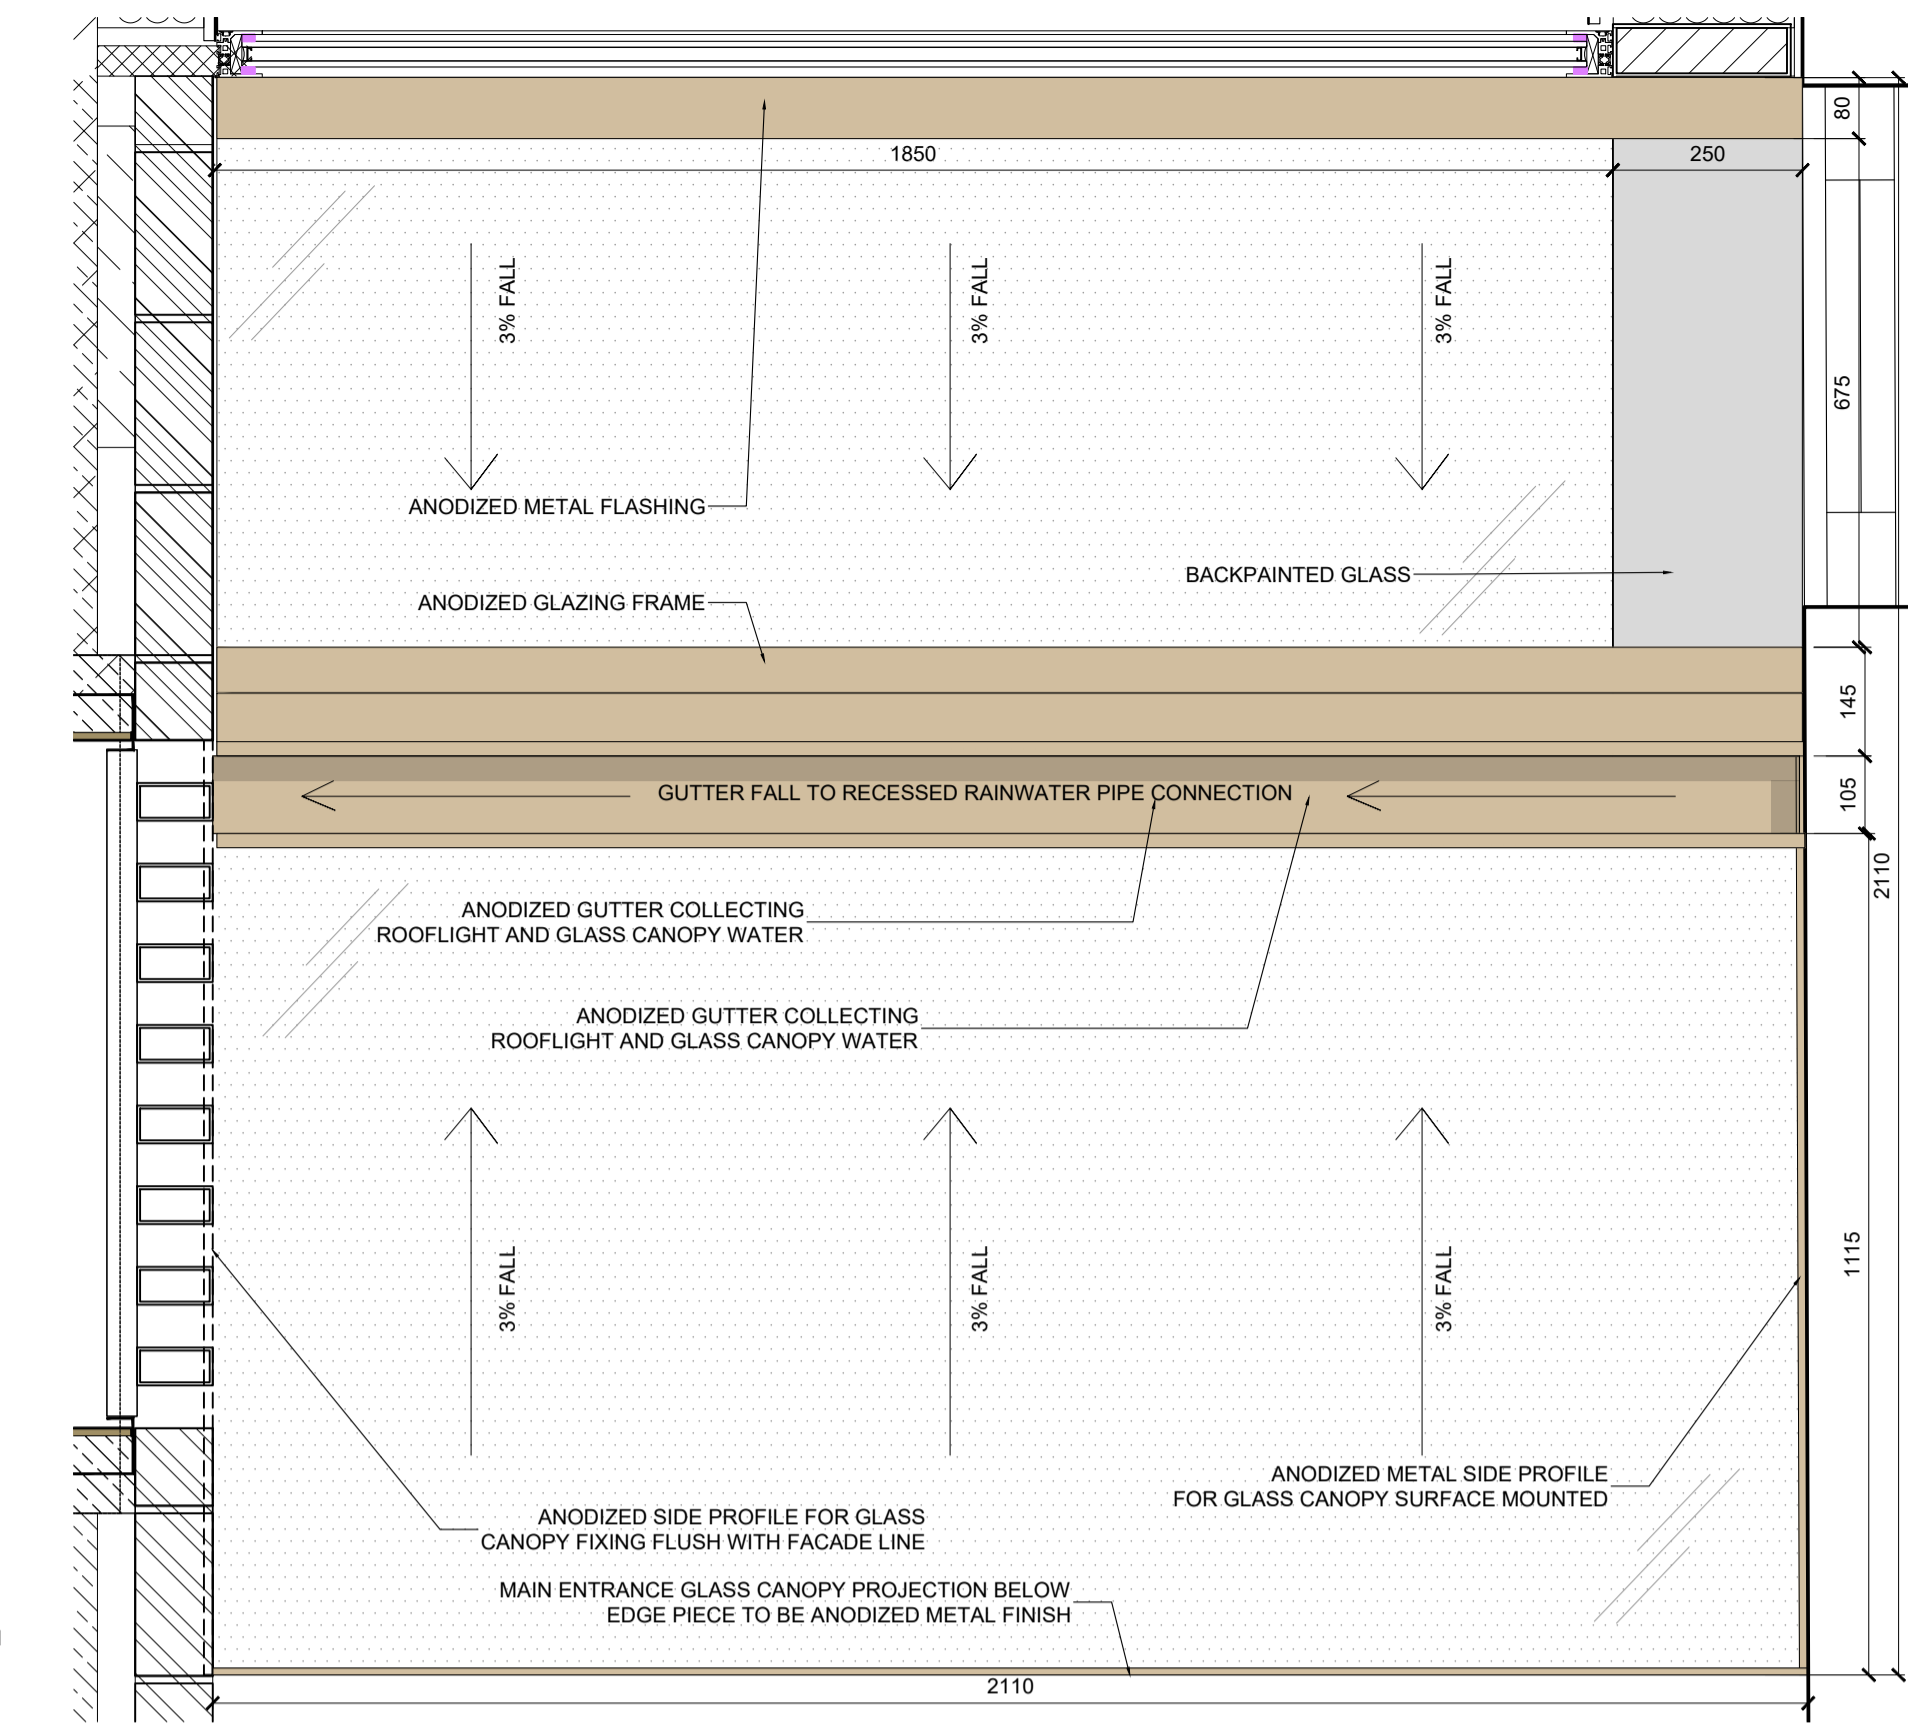 80
1850
250
3% FALL
3% FALL
3% FALL
675
ANODIZED METAL FLASHING
BACKPAINTED GLASS
ANODIZED GLAZING FRAME
145
GUTTER FALL TO RECESSED RAINWATER PIPE CONNECTION
105
2110
ANODIZED GUTTER COLLECTING
ROOFLIGHT AND GLASS CANOPY WATER
ANODIZED GUTTER COLLECTING
ROOFLIGHT AND GLASS CANOPY WATER
3% FALL
3% FALL
3% FALL
1115
ANODIZED METAL SIDE PROFILE
FOR GLASS CANOPY SURFACE MOUNTED
ANODIZED SIDE PROFILE FOR GLASS
CANOPY FIXING FLUSH WITH FACADE LINE
MAIN ENTRANCE GLASS CANOPY PROJECTION BELOW
EDGE PIECE TO BE ANODIZED METAL FINISH
2110